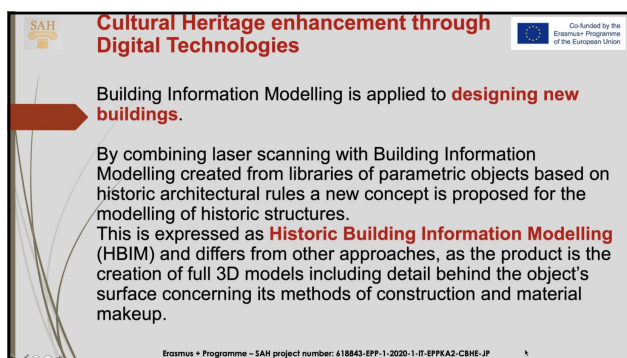 SAH
Cultural Heritage enhancement through
Digital Technologies
Co-funded by the
Erasmus+ Programme
of the European Union
Building Information Modelling is applied to designing new
buildings.
By combining laser scanning with Building Information
Modelling created from libraries of parametric objects based on
historic architectural rules a new concept is proposed for the
modelling of historic structures.
This is expressed as Historic Building Information Modelling
(HBIM) and differs from other approaches, as the product is the
creation of full 3D models including detail behind the object's
surface concerning its methods of construction and material
makeup.
Erasmus + Programme – SAH project number: 618843-EPP-1-2020-1-IT-EPPKA2-CBHE-JP